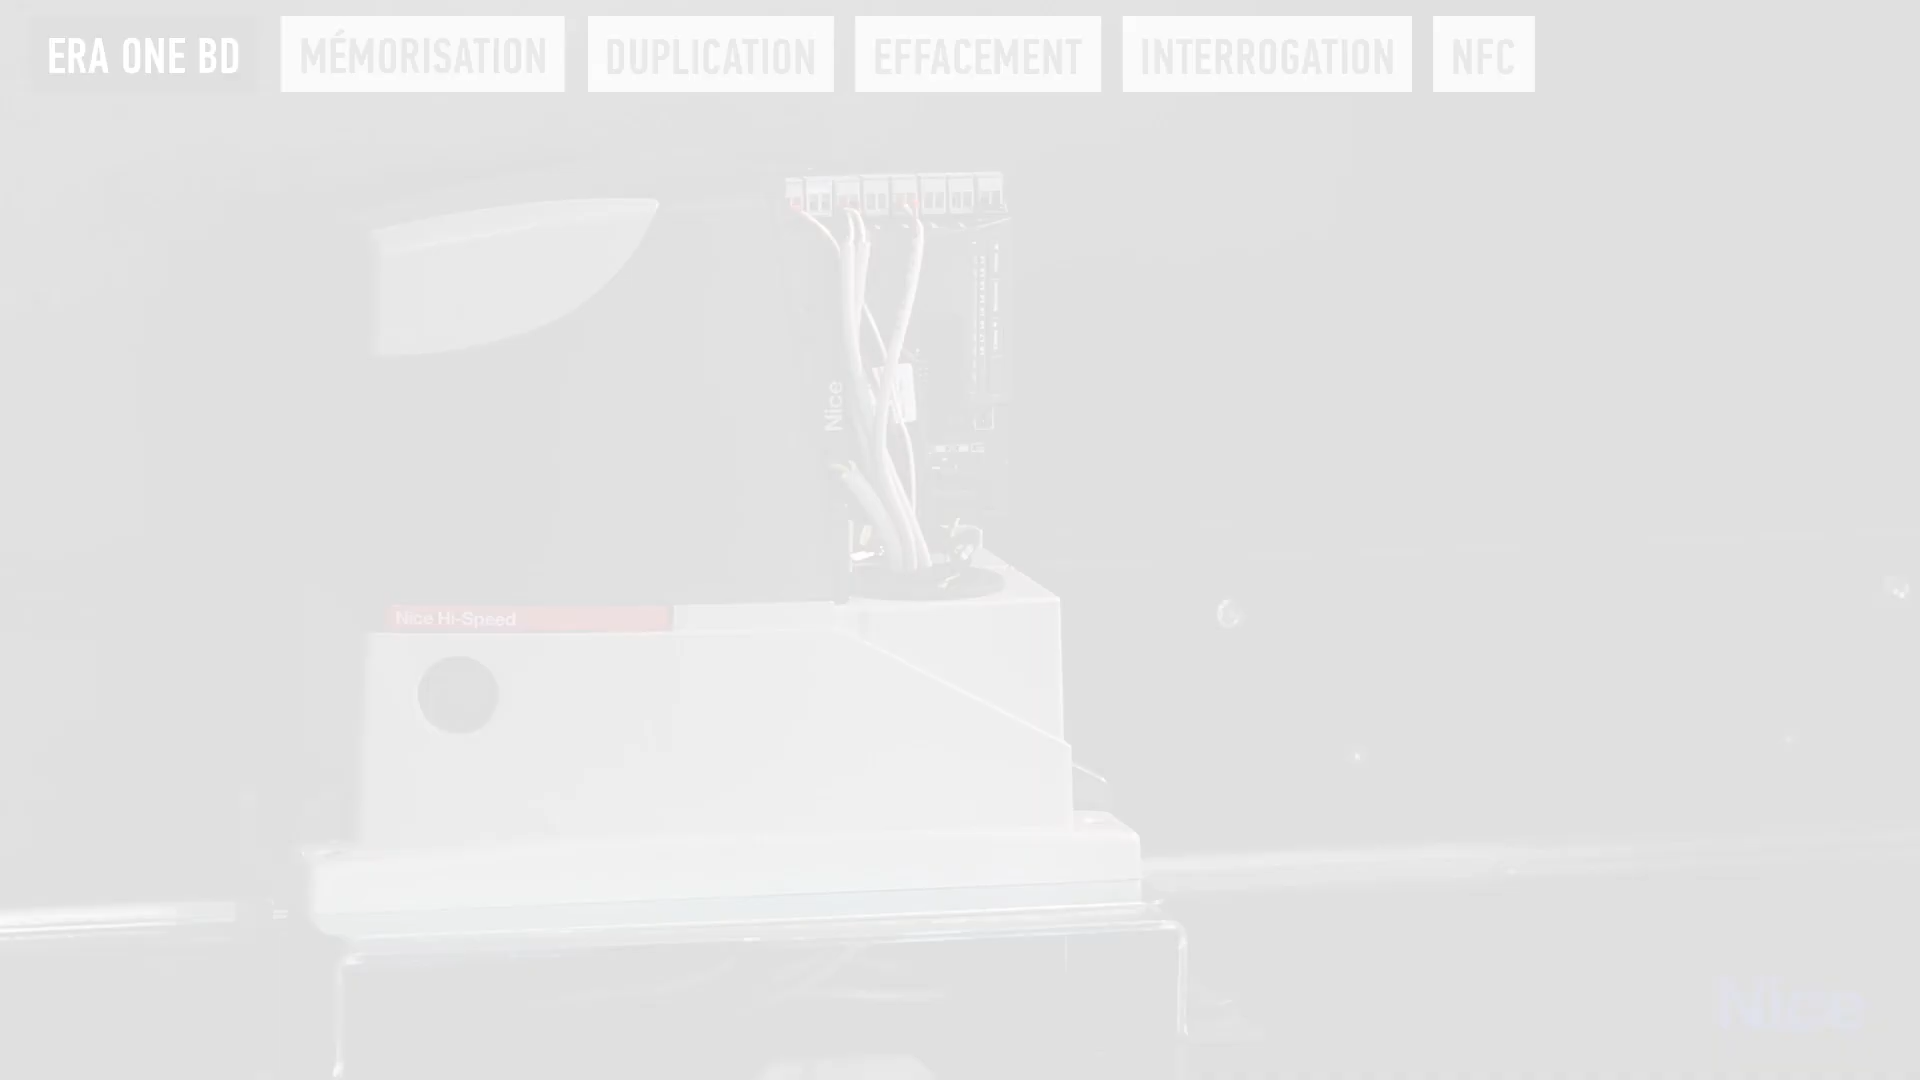 ERA ONE BD
MÉMORISATION
DUPLICATION
EFFACEMENT
INTERROGATION
NFC
Nice
Nice Hi-Speed
Nice